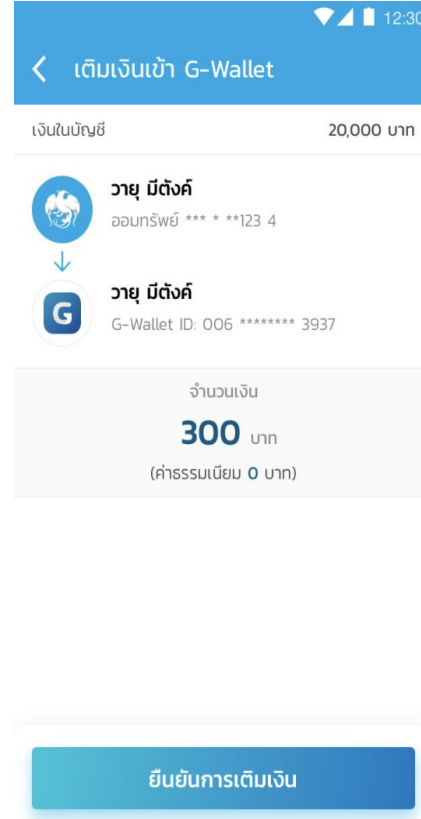 12:30
เติมเงินเข้า G-Wallet
เงินในบัญชี 20,000 บาท
วายุ มีตังค์
ออมทรัพย์ *** * **123 4
วายุ มีตังค์
G
G-Wallet ID: 006 ******** 3937
จำนวนเงิน
300 บาท
(ค่าธรรมเนียม 0 บาท)
ยืนยันการเติมเงิน